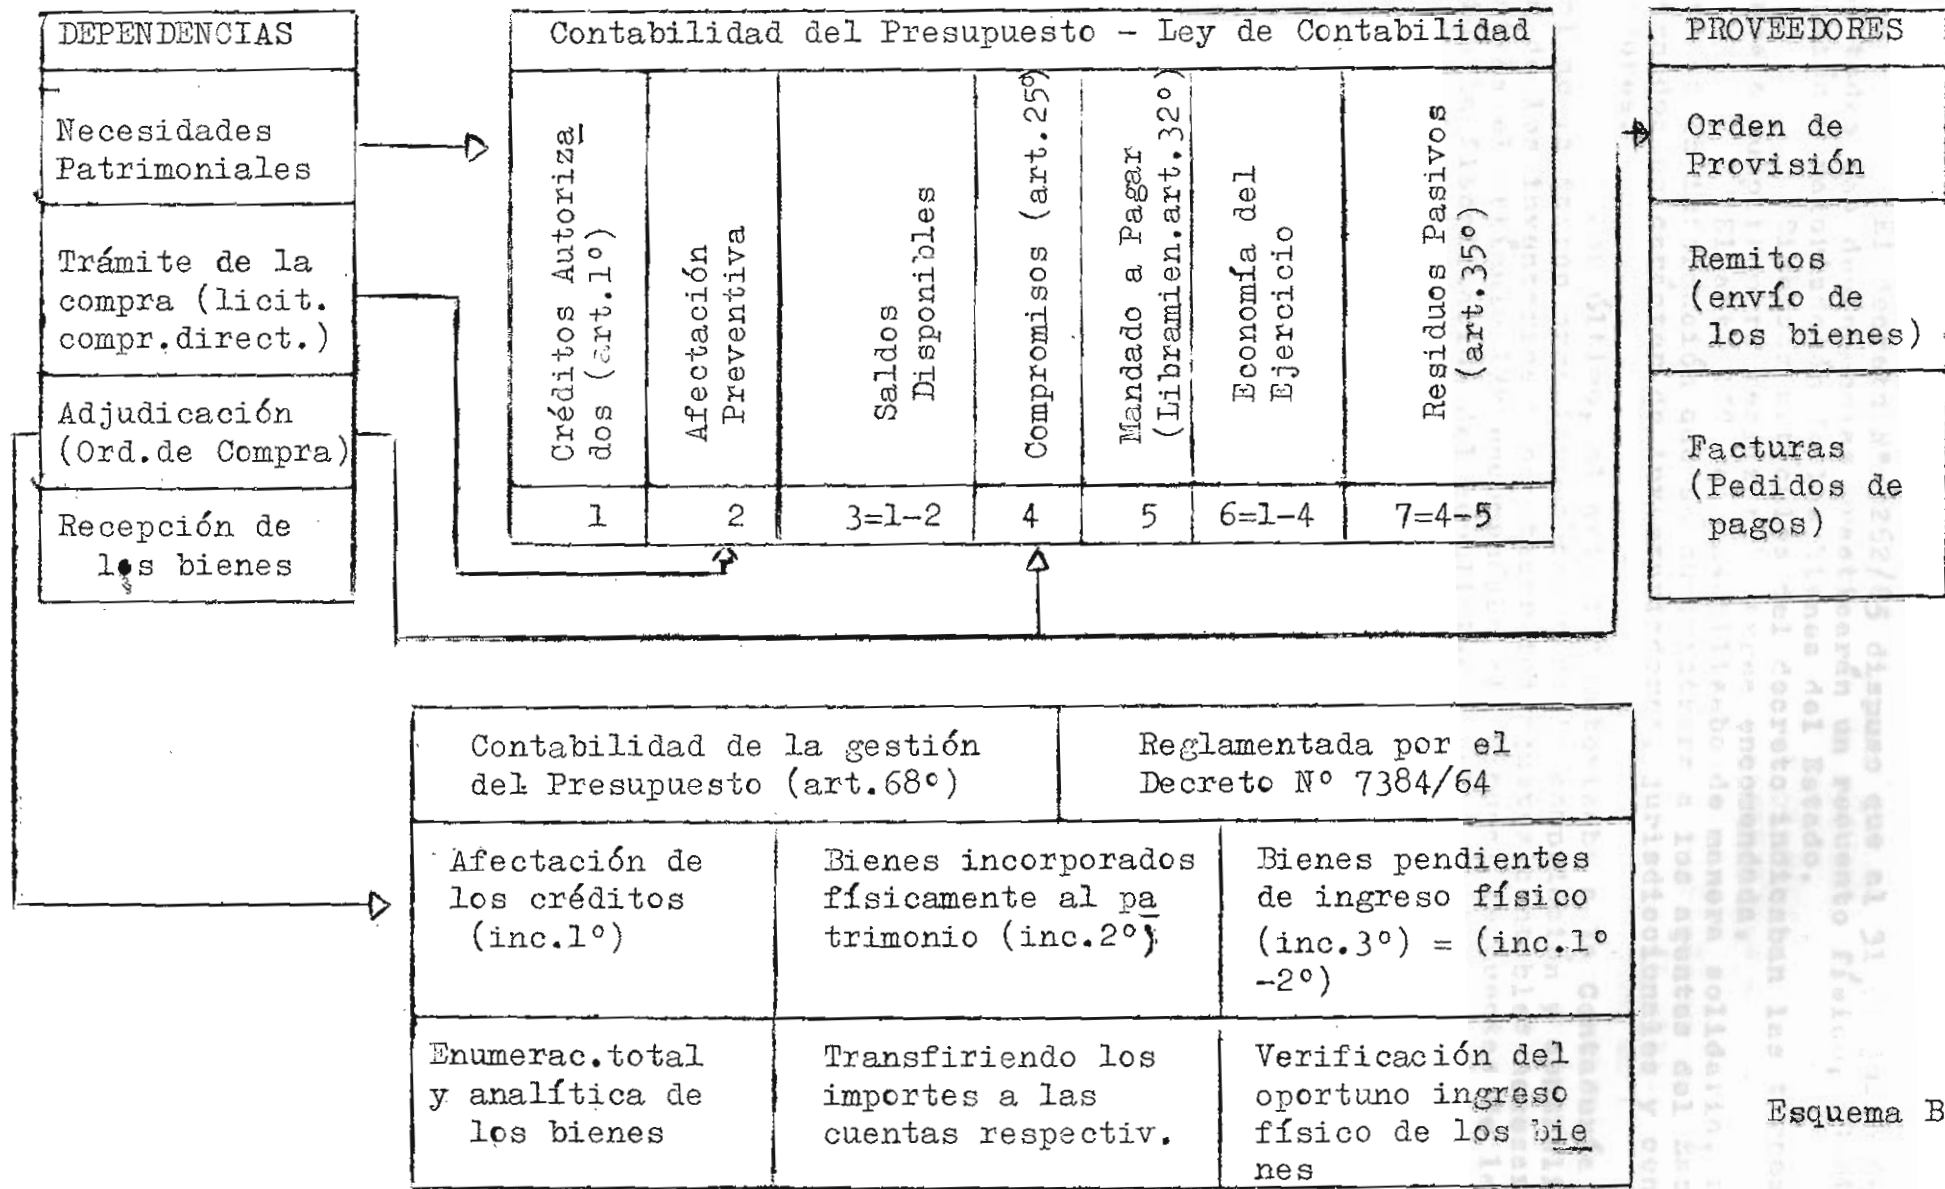 DEPENDENCIAS
Necesidades
Patrimoniales
Trámite de la
compra (licit.
compr.direct.)
Adjudicación
(Ord.de Compra)
Recepción de
los bienes
Contabilidad del Presupuesto - Ley de Contabilidad
Créditos Autoriza
dos (art.1º)
Afectación
Preventiva
Saldos
Disponibles
Compromisos (art.25º)
Mandado a Pagar
(Libramien.art.32º)
Economía del
Ejercicio
Residuos Pasivos
(art.35º)
1
2
3=1-2
4
5
6=1-4
7=4-5
PROVEEDORES
Orden de
Provisión
Remitos
(envío de
los bienes)
Facturas
(Pedidos de
pagos)
Contabilidad de la gestión
del Presupuesto (art.68º)
Reglamentada por el
Decreto Nº 7384/64
Afectación de
los créditos
(inc.1º)
Bienes incorporados
físicamente al pa
trimonio (inc.2º)
Bienes pendientes
de ingreso físico
(inc.3º) = (inc.1º
-2º)
Enumerac.total
y analítica de
los bienes
Transfiriendo los
importes a las
cuentas respectiv.
Verificación del
oportuno ingreso
físico de los bie
nes
Esquema B